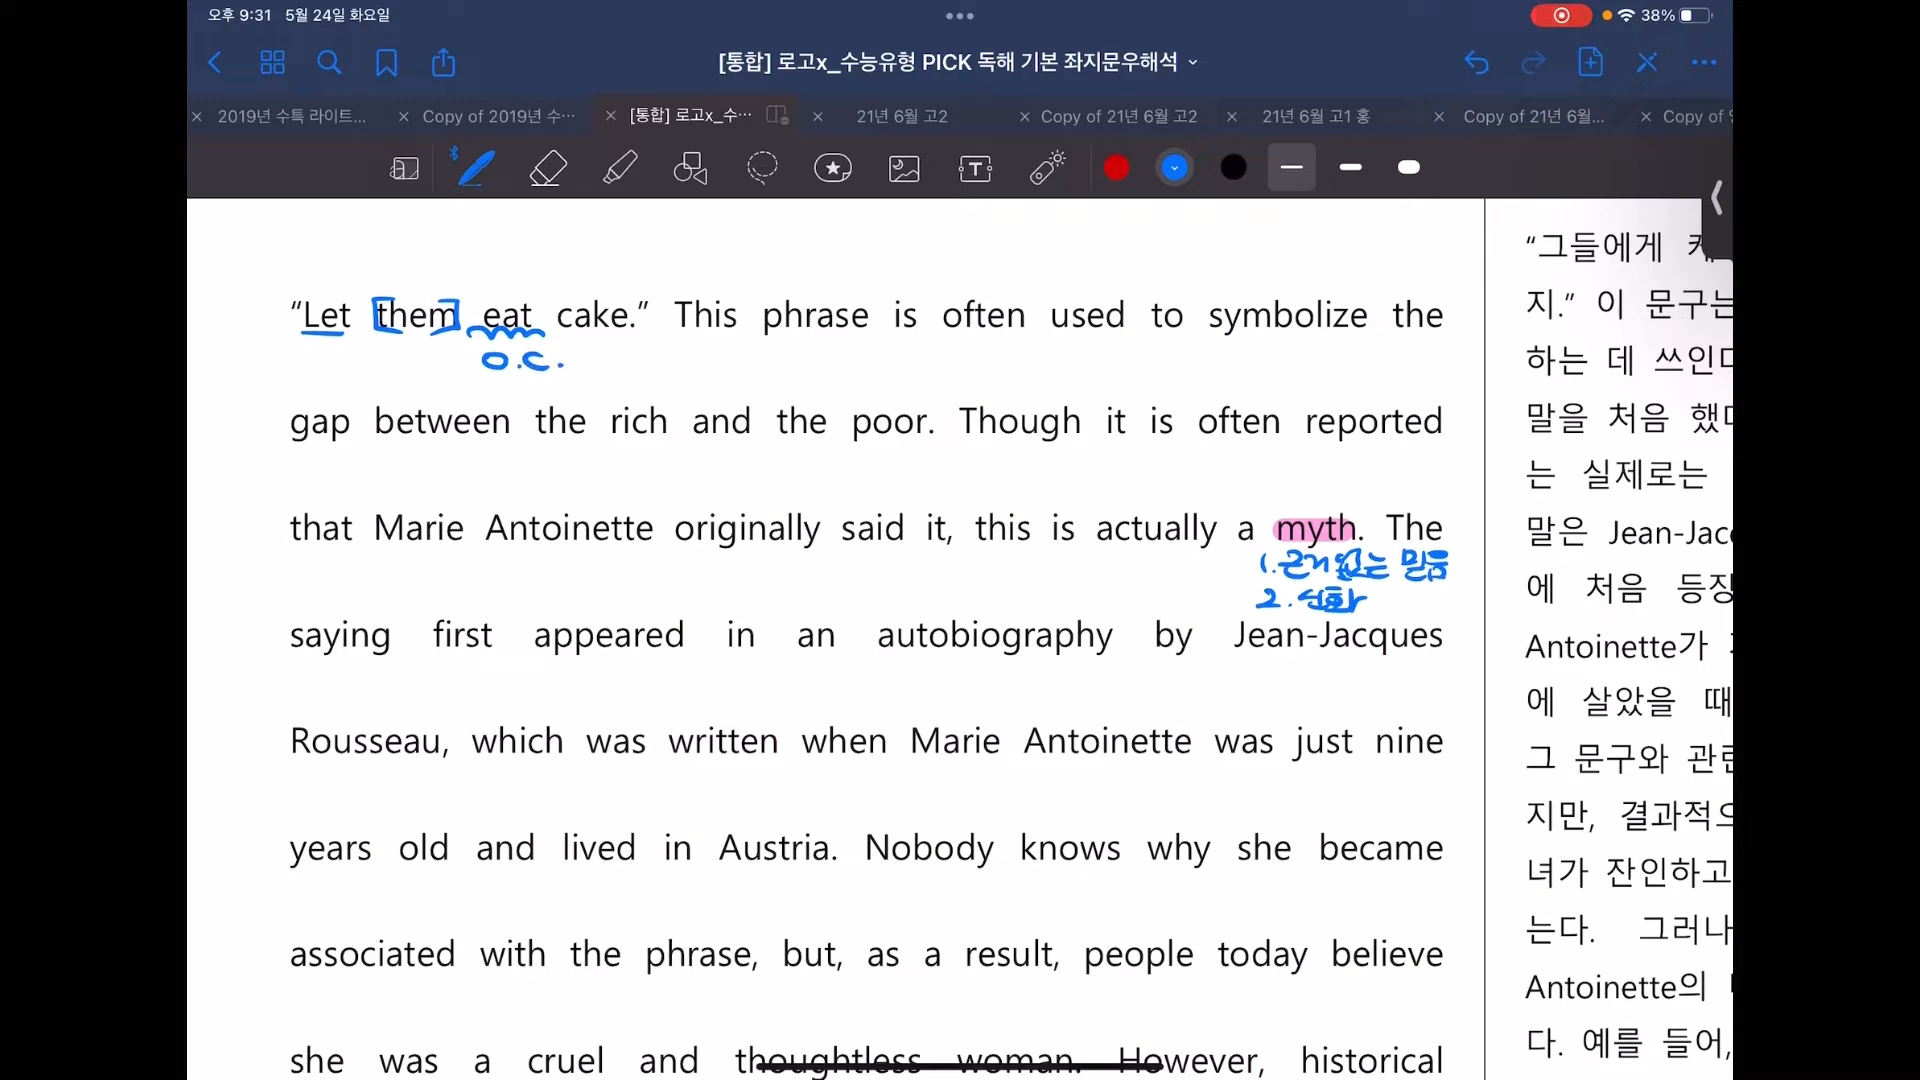 오후 9:31 5월 24일 화요일
38%
[통합] 로고x_수능유형 PICK 독해 기본 좌지문우해석
2019년 수특 라이트...
Copy of 2019년 수...
[통합] 로고x_수...
21년 6월 고2
Copy of 21년 6월 고2
21년 6월 고1 홍
Copy of 21년 6월...
Copy of
“Let them eat cake.” This phrase is often used to symbolize the
O.C.
gap between the rich and the poor. Though it is often reported
that Marie Antoinette originally said it, this is actually a myth. The
1. 근거 없는 믿음
2. 신화
saying first appeared in an autobiography by Jean-Jacques
Rousseau, which was written when Marie Antoinette was just nine
years old and lived in Austria. Nobody knows why she became
associated with the phrase, but, as a result, people today believe
she was a cruel and thoughtless woman. However, historical
“그들에게
지.” 이 문구는
하는 데 쓰인다
말을 처음 했다
는 실제로는
말은 Jean-Jac
에 처음 등장
Antoinette가
에 살았을 때
그 문구와 관련
지만, 결과적으
녀가 잔인하고
는다. 그러나
Antoinette의
다. 예를 들어,